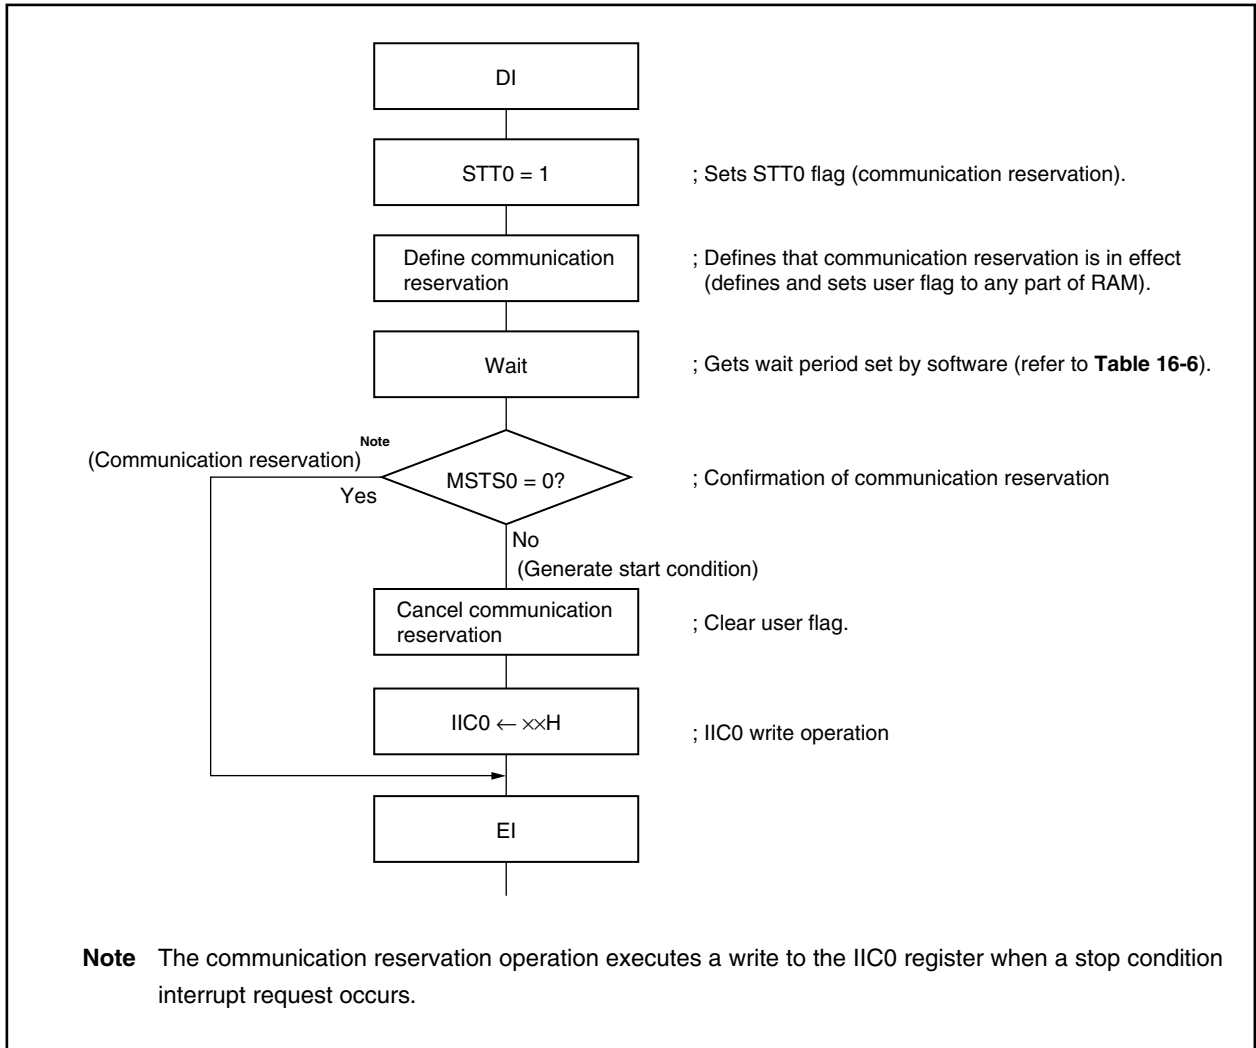 DI
STT0 = 1
; Sets STT0 flag (communication reservation).
Define communication
reservation
; Defines that communication reservation is in effect
(defines and sets user flag to any part of RAM).
Wait
; Gets wait period set by software (refer to Table 16-6).
(Communication reservation) Note
MSTS0 = 0?
; Confirmation of communication reservation
Yes
No
(Generate start condition)
Cancel communication
reservation
; Clear user flag.
IIC0 ← ××H
; IIC0 write operation
EI
Note The communication reservation operation executes a write to the IIC0 register when a stop condition
interrupt request occurs.